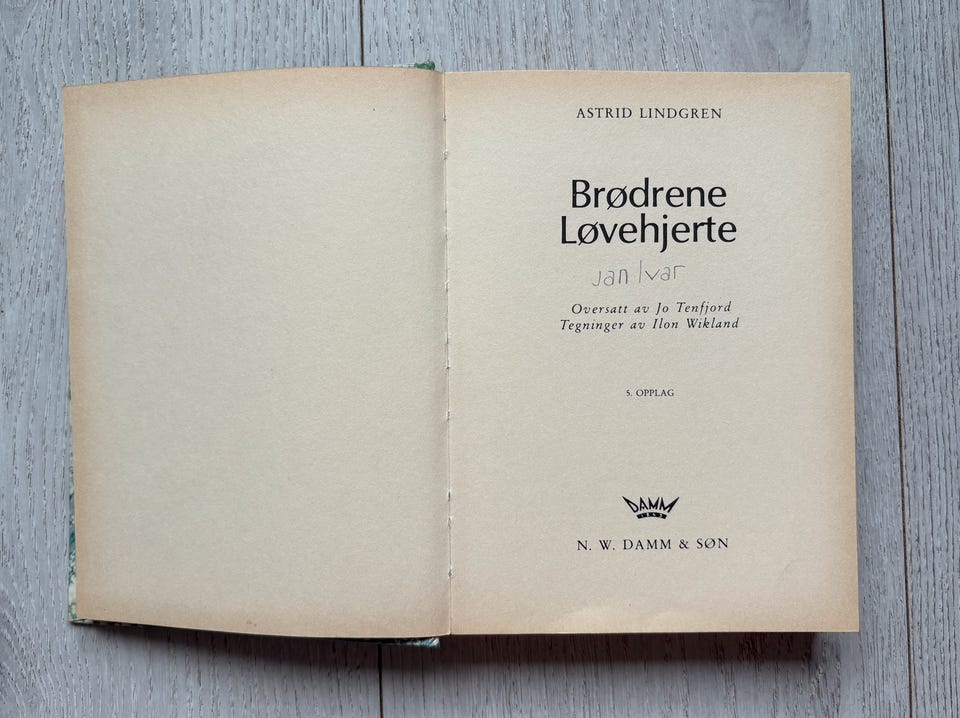 ASTRID LINDGREN
Brødrene
Løvehjerte
Jan Ivar
Oversatt av Jo Tenfjord
Tegninger av Ilon Wikland
5. OPPLAG
DAMM
1843
N. W. DAMM & SØN